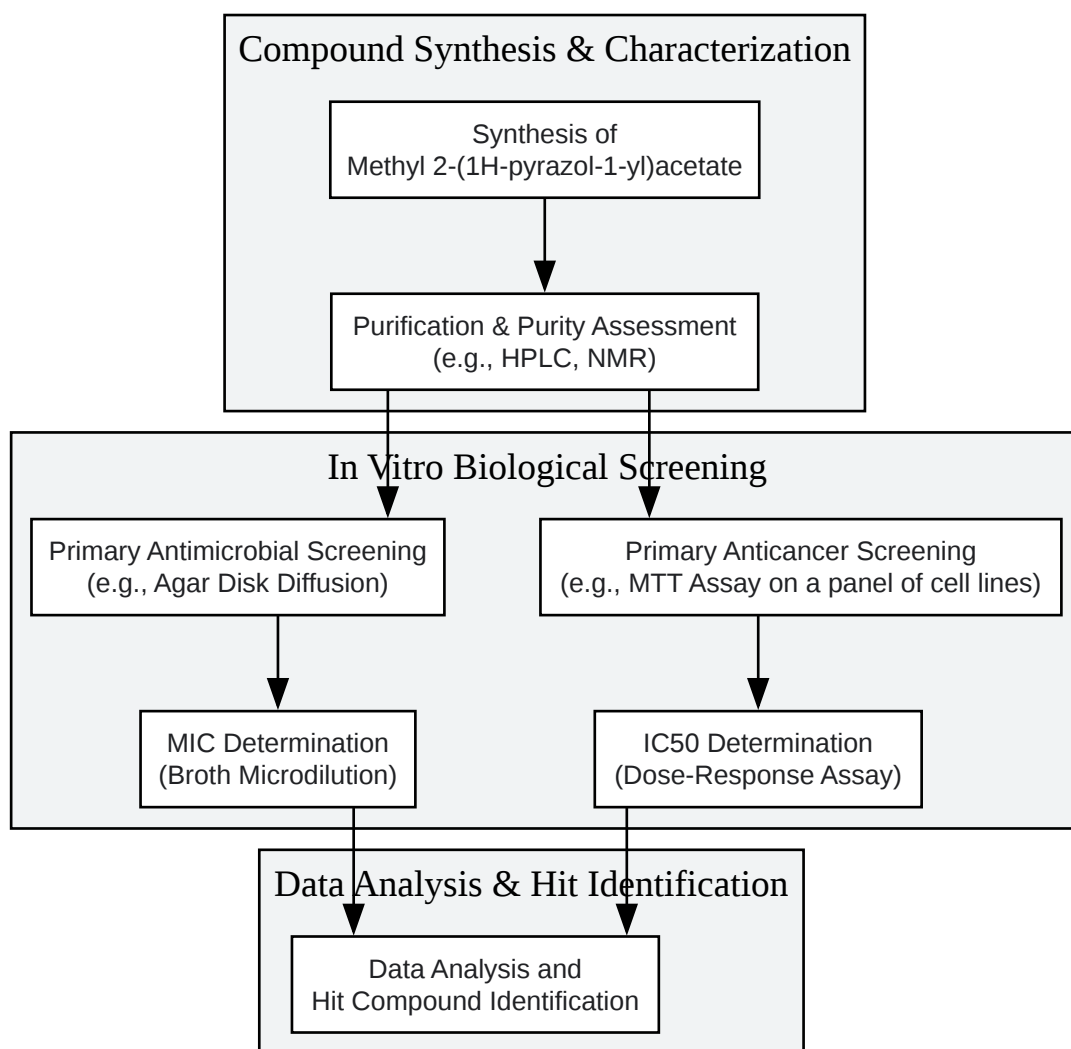 Compound Synthesis & Characterization
Synthesis of
Methyl 2-(1H-pyrazol-1-yl)acetate
Purification & Purity Assessment
(e.g., HPLC, NMR)
In Vitro Biological Screening
Primary Antimicrobial Screening
(e.g., Agar Disk Diffusion)
Primary Anticancer Screening
(e.g., MTT Assay on a panel of cell lines)
MIC Determination
(Broth Microdilution)
IC50 Determination
(Dose-Response Assay)
Data Analysis & Hit Identification
Data Analysis and
Hit Compound Identification